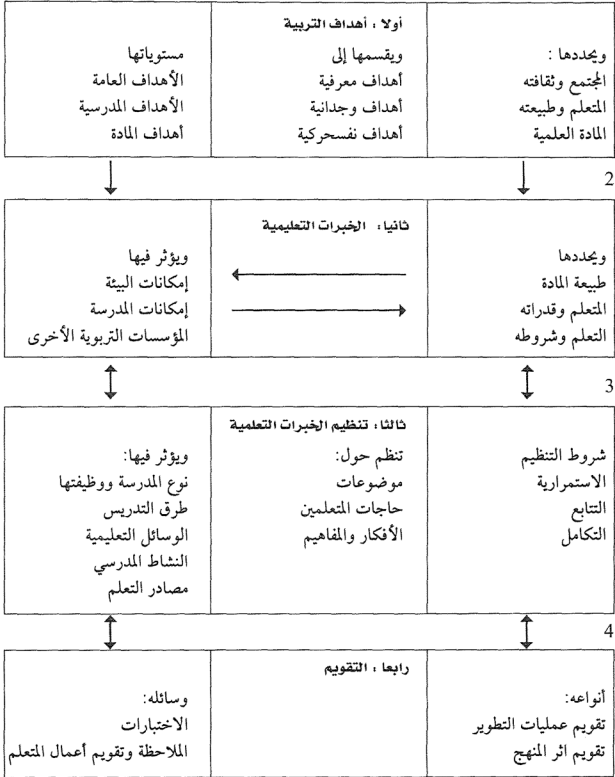 أولا : أهداف التربية
ويحددها :
المجتمع وثقافته
المتعلم وطبيعته
المادة العلمية
ويقسمها إلى
أهداف معرفية
أهداف وجدانية
أهداف نفسحركية
مستوياتها
الأهداف العامة
الأهداف المدرسية
أهداف المادة
2
ثانيا : الخبرات التعليمية
ويحددها
طبيعة المادة
المتعلم وقدراته
التعلم وشروطه
ويؤثر فيها
إمكانات البيئة
إمكانات المدرسة
المؤسسات التربوية الأخرى
3
ثالثا : تنظيم الخبرات التعلمية
شروط التنظيم
الاستمرارية
التتابع
التكامل
تنظم حول:
موضوعات
حاجات المتعلمين
الأفكار والمفاهيم
ويؤثر فيها:
نوع المدرسة ووظيفتها
طرق التدريس
الوسائل التعليمية
النشاط المدرسي
مصادر التعلم
4
رابعا : التقويم
أنواعه:
تقويم عمليات التطوير
تقويم اثر المنهج
وسائله:
الاختبارات
الملاحظة وتقويم أعمال المتعلم